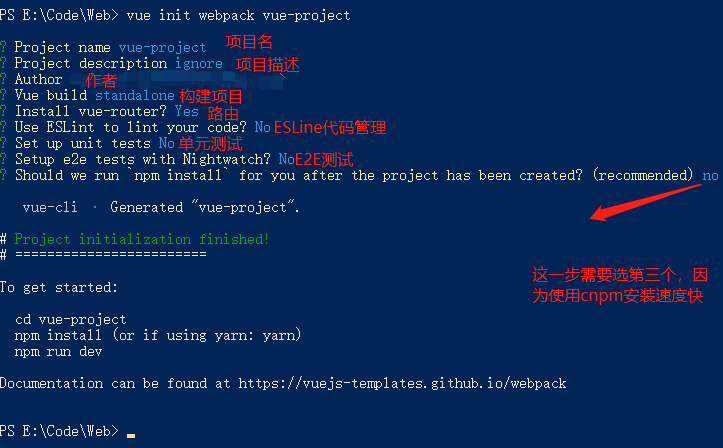 PS E:\Code\Web> vue init webpack vue-project
? Project name vue-project 项目名
? Project description ignore 项目描述
? Author 作者
? Vue build standalone 构建项目
? Install vue-router? Yes 路由
? Use ESLint to lint your code? No ESLine代码管理
? Set up unit tests No 单元测试
? Setup e2e tests with Nightwatch? No E2E测试
? Should we run `npm install` for you after the project has been created? (recommended) no
vue-cli · Generated "vue-project".
# Project initialization finished!
# ========================
这一步需要选第三个，因
为使用cnpm安装速度快
To get started:
cd vue-project
npm install (or if using yarn: yarn)
npm run dev
Documentation can be found at https://vuejs-templates.github.io/webpack
PS E:\Code\Web>